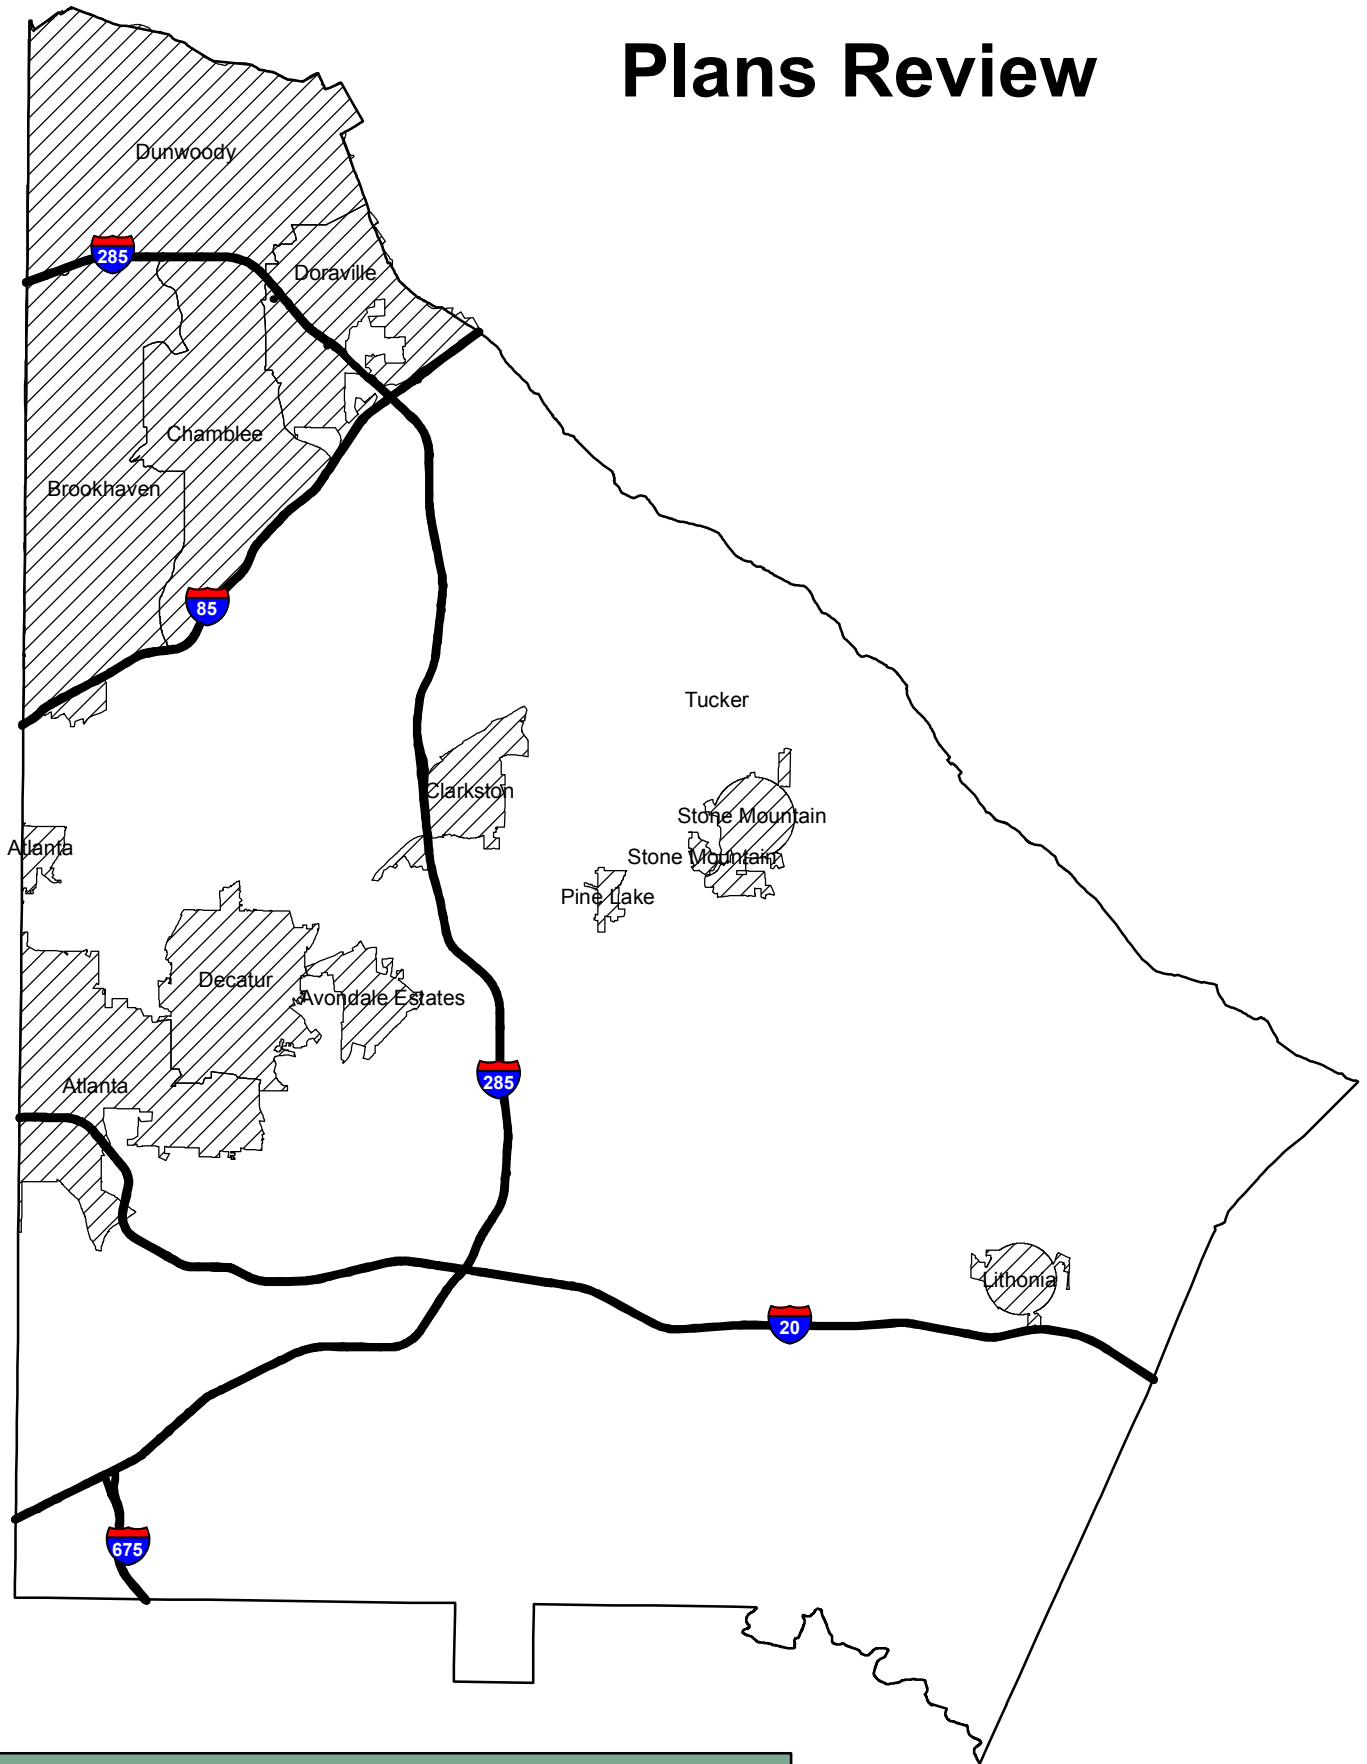 Plans Review
Dunwoody
285
Doraville
Chamblee
Brookhaven
85
Tucker
Clarkston
Stone Mountain
Atlanta
Stone Mountain
Pine Lake
Decatur
Avondale Estates
285
Atlanta
Lithonia
20
675